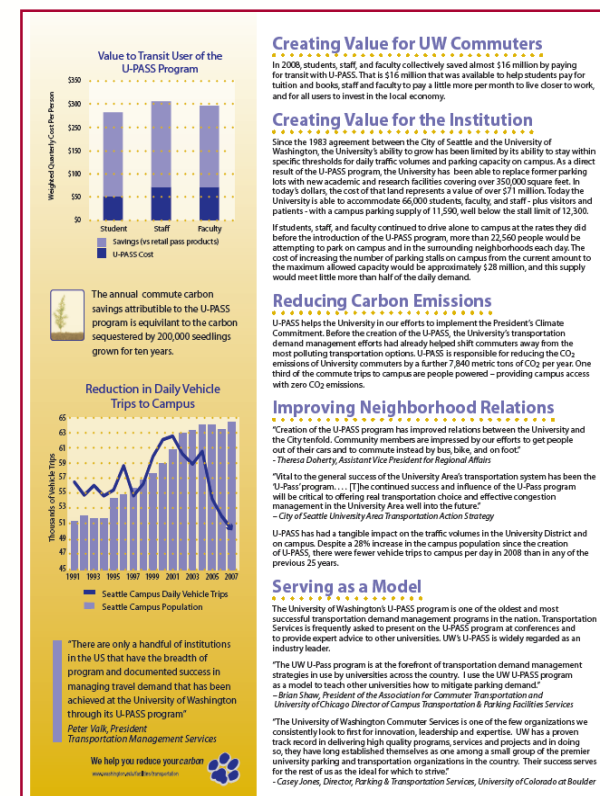 Value to Transit User of the
U-PASS Program
Weighted Quarterly Cost Per Person
$350
$300
$250
$200
$150
$100
$50
$0
Student Staff Faculty
Savings (vs retail pass products)
U-PASS Cost
The annual commute carbon
savings attributible to the U-PASS
program is equivilant to the carbon
sequestered by 200,000 seedlings
grown for ten years.
Reduction in Daily Vehicle
Trips to Campus
Thousands of Vehicle Trips
65
63
61
59
57
55
53
51
49
47
45
1991 1993 1995 1997 1999 2001 2003 2005 2007
Seattle Campus Daily Vehicle Trips
Seattle Campus Population
"There are only a handful of institutions
in the US that have the breadth of
program and documented success in
managing travel demand that has been
achieved at the University of Washington
through its U-PASS program"
Peter Valk, President
Transportation Management Services
We help you reduce your carbon
Creating Value for UW Commuters
In 2008, students, staff, and faculty collectively saved almost $16 million by paying
for transit with U-PASS. That is $16 million that was available to help students pay for
tuition and books, staff and faculty to pay a little more per month to live closer to work,
and for all users to invest in the local economy.
Creating Value for the Institution
Since the 1983 agreement between the City of Seattle and the University of
Washington, the University's ability to grow has been limited by its ability to stay within
specific thresholds for daily traffic volumes and parking capacity on campus. As a direct
result of the U-PASS program, the University has been able to replace former parking
lots with new academic and research facilities covering over 350,000 square feet. In
today's dollars, the cost of that land represents a value of over $71 million. Today the
University is able to accommodate 66,000 students, faculty, and staff - plus visitors and
patients - with a campus parking supply of 11,590, well below the stall limit of 12,300.
If students, staff, and faculty continued to drive alone to campus at the rates they did
before the introduction of the U-PASS program, more than 22,560 people would be
attempting to park on campus and in the surrounding neighborhoods each day. The
cost of increasing the number of parking stalls on campus from the current amount to
the maximum allowed capacity would be approximately $28 million, and this supply
would meet little more than half of the daily demand.
Reducing Carbon Emissions
U-PASS helps the University in our efforts to implement the President's Climate
Commitment. Before the creation of the U-PASS, the University's transportation
demand management efforts had already helped shift commuters away from the
most polluting transportation options. U-PASS is responsible for reducing the CO₂
emissions of University commuters by a further 7,840 metric tons of CO₂ per year. One
third of the commute trips to campus are people powered – providing campus access
with zero CO₂ emissions.
Improving Neighborhood Relations
"Creation of the U-PASS program has improved relations between the University and
the City tenfold. Community members are impressed by our efforts to get people
out of their cars and to commute instead by bus, bike, and on foot."
- Theresa Doherty, Assistant Vice President for Regional Affairs
"Vital to the general success of the University Area's transportation system has been the
U-Pass' program. . . . [T]he continued success and influence of the U-Pass program
will be critical to offering real transportation choice and effective congestion
management in the University Area well into the future."
– City of Seattle University Area Transportation Action Strategy
U-PASS has had a tangible impact on the traffic volumes in the University District and
on campus. Despite a 28% increase in the campus population since the creation
of U-PASS, there were fewer vehicle trips to campus per day in 2008 than in any of the
previous 25 years.
Serving as a Model
The University of Washington's U-PASS program is one of the oldest and most
successful transportation demand management programs in the nation. Transportation
Services is frequently asked to present on the U-PASS program at conferences and
to provide expert advice to other universities. UW's U-PASS is widely regarded as an
industry leader.
"The UW U-Pass program is at the forefront of transportation demand management
strategies in use by universities across the country. I use the UW U-PASS program
as a model to teach other universities how to mitigate parking demand."
– Brian Shaw, President of the Association for Commuter Transportation and
University of Chicago Director of Campus Transportation & Parking Facilities Services
"The University of Washington Commuter Services is one of the few organizations we
consistently look to first for innovation, leadership and expertise. UW has a proven
track record in delivering high quality programs, services and projects and in doing
so, they have long established themselves as one among a small group of the premier
university parking and transportation organizations in the country. Their success serves
for the rest of us as the ideal for which to strive."
- Casey Jones, Director, Parking & Transportation Services, University of Colorado at Boulder